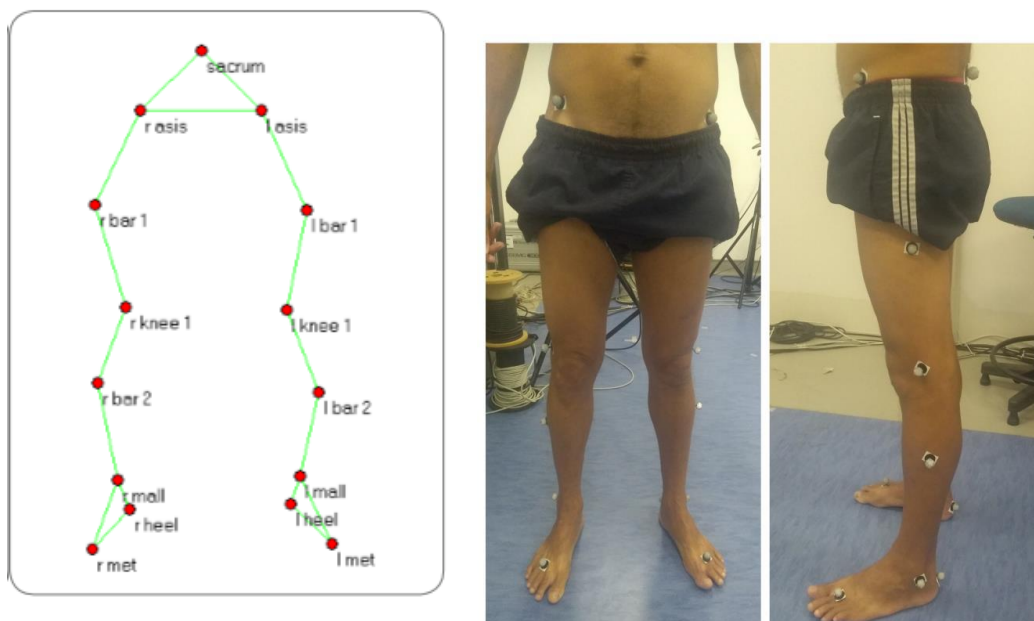 sacrum
r asis
l asis
r bar 1
l bar 1
r knee 1
l knee 1
r bar 2
l bar 2
r mall
l mall
r heel
l heel
r met
l met